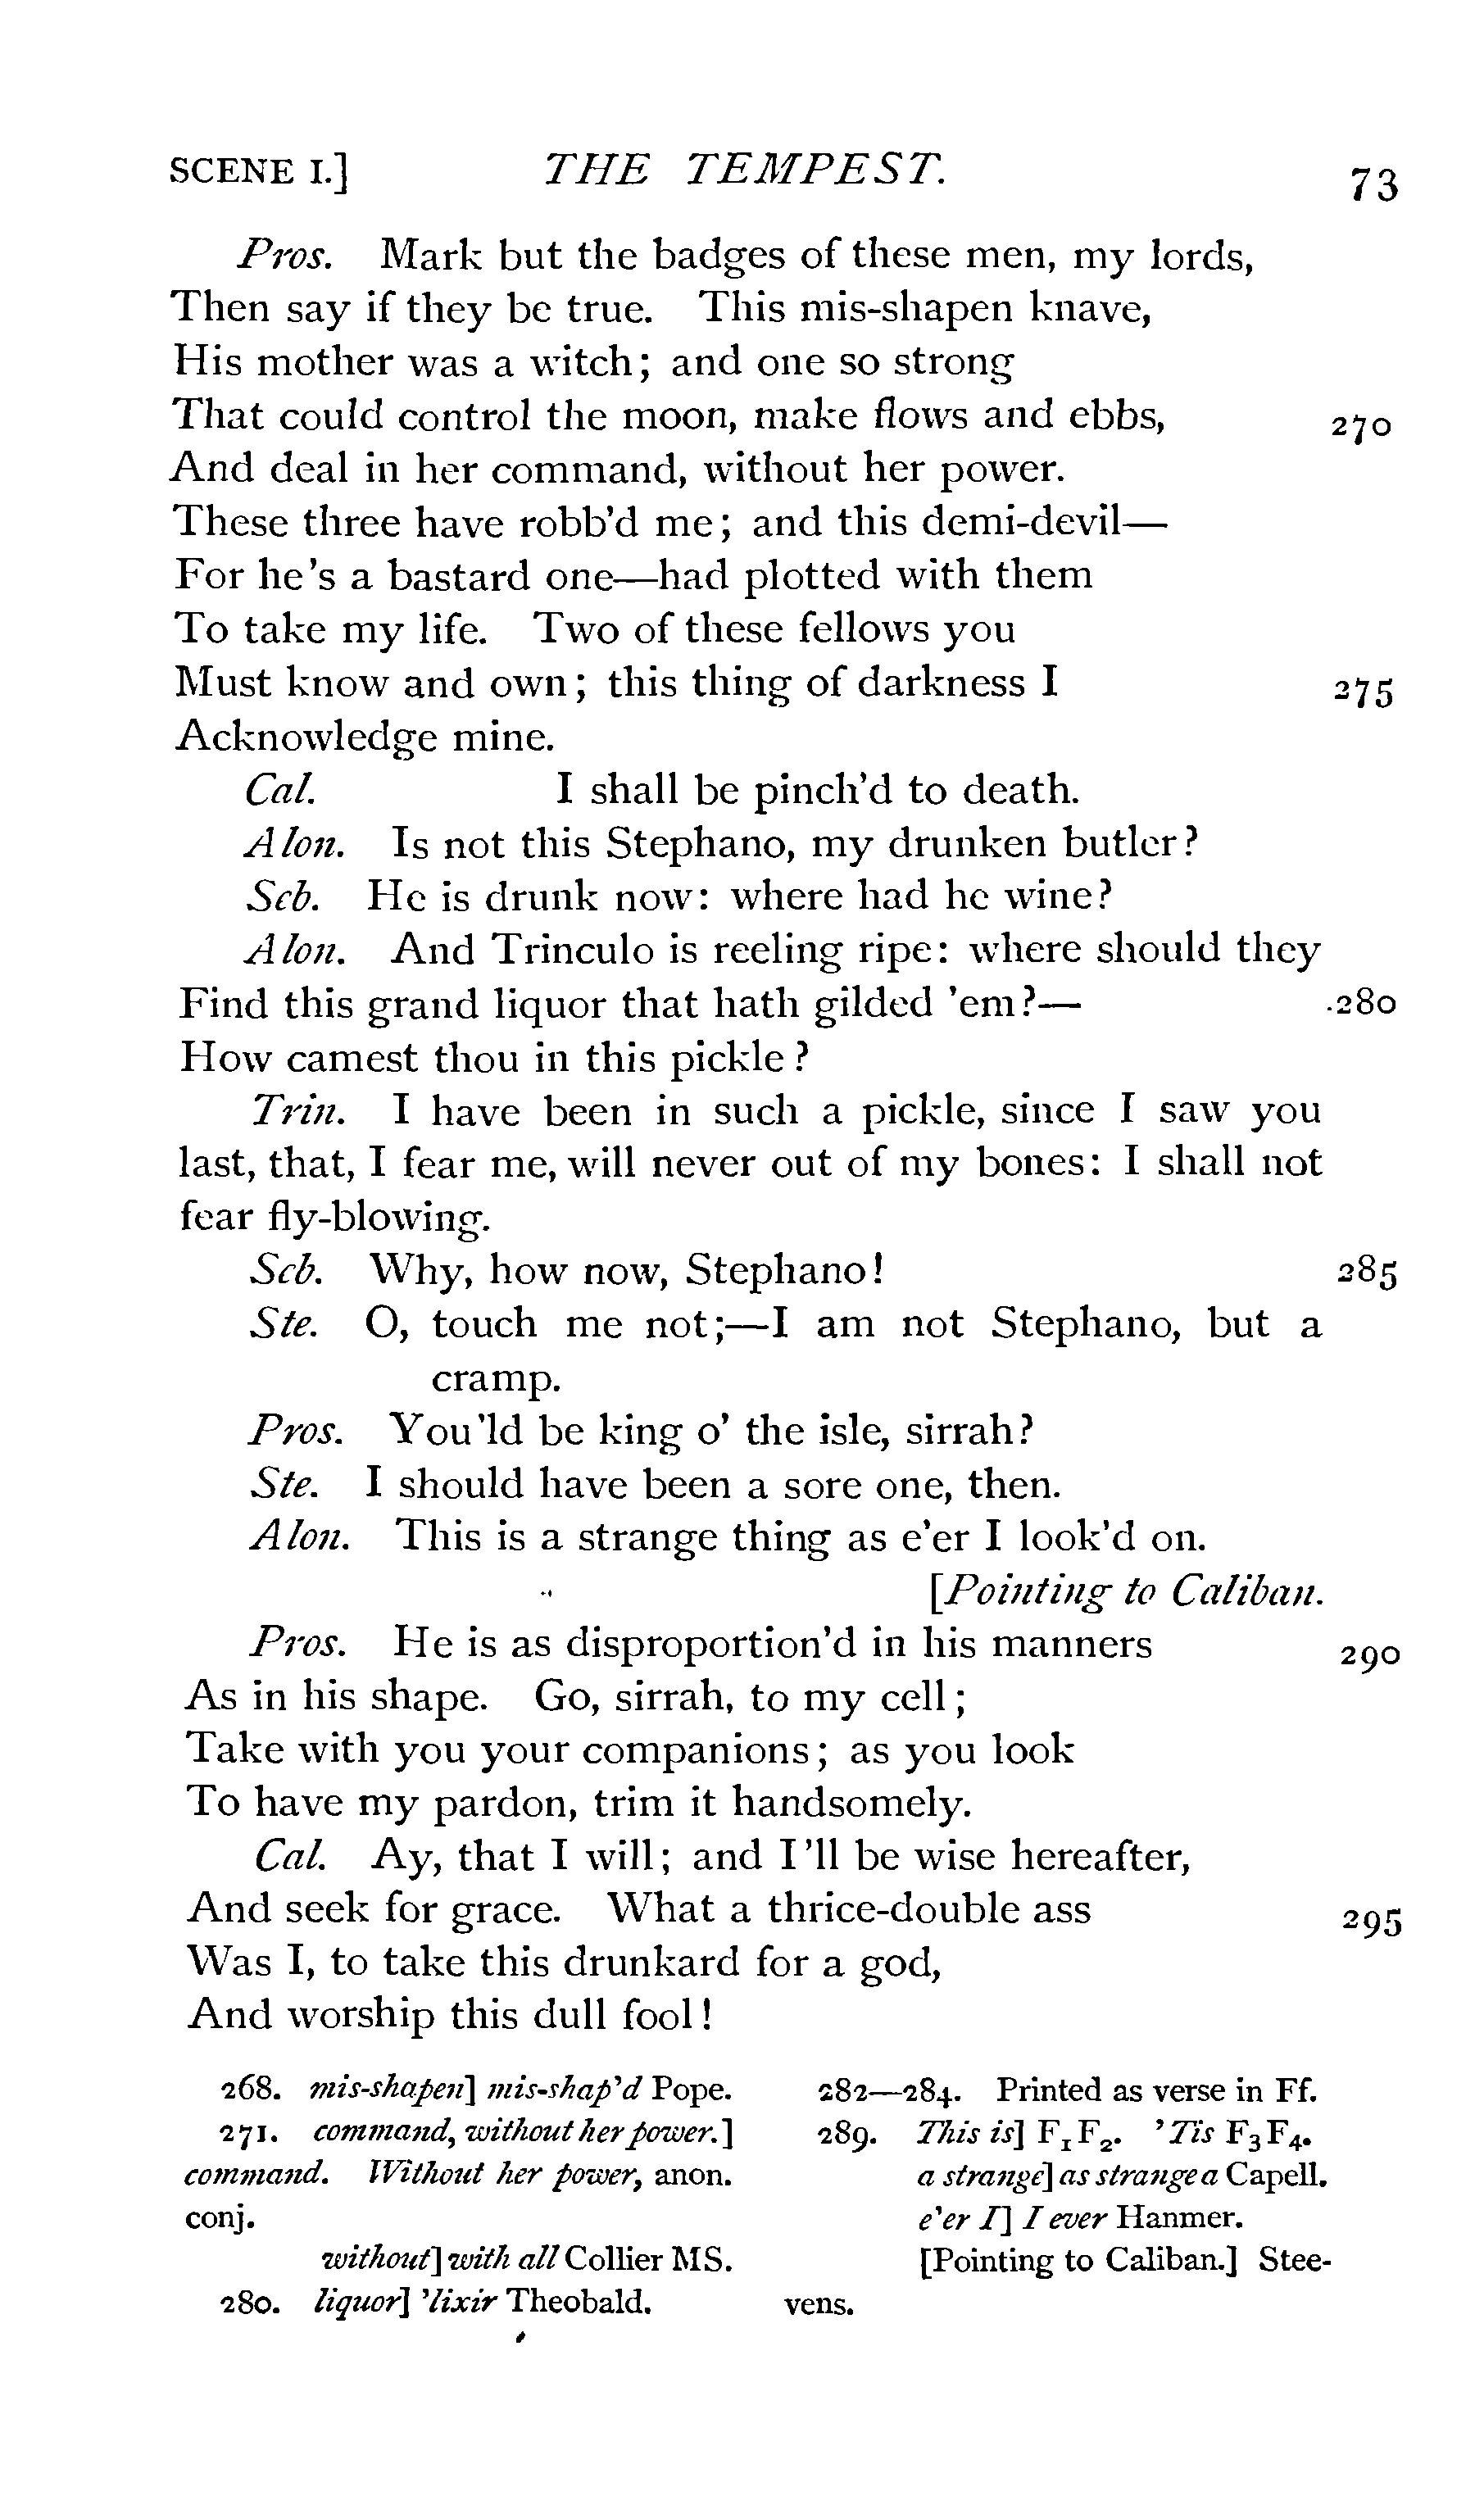 SCENE I.] THE TEMPEST. 73
Pros. Mark but the badges of these men, my lords,
Then say if they be true. This mis-shapen knave,
His mother was a witch; and one so strong
That could control the moon, make flows and ebbs, 270
And deal in her command, without her power.
These three have robb'd me; and this demi-devil—
For he's a bastard one—had plotted with them
To take my life. Two of these fellows you
Must know and own; this thing of darkness I 275
Acknowledge mine.
Cal. I shall be pinch'd to death.
Alon. Is not this Stephano, my drunken butler?
Seb. He is drunk now: where had he wine?
Alon. And Trinculo is reeling ripe: where should they
Find this grand liquor that hath gilded 'em?— 280
How camest thou in this pickle?
Trin. I have been in such a pickle, since I saw you
last, that, I fear me, will never out of my bones: I shall not
fear fly-blowing.
Seb. Why, how now, Stephano! 285
Ste. O, touch me not;—I am not Stephano, but a
cramp.
Pros. You'ld be king o' the isle, sirrah?
Ste. I should have been a sore one, then.
Alon. This is a strange thing as e'er I look'd on.
[Pointing to Caliban.
Pros. He is as disproportion'd in his manners 290
As in his shape. Go, sirrah, to my cell;
Take with you your companions; as you look
To have my pardon, trim it handsomely.
Cal. Ay, that I will; and I'll be wise hereafter,
And seek for grace. What a thrice-double ass 295
Was I, to take this drunkard for a god,
And worship this dull fool!
268. mis-shapen] mis-shap'd Pope.
271. command, without her power.]
command. Without her power, anon.
conj.
without] with all Collier MS.
280. liquor] 'lixir Theobald.
282—284. Printed as verse in Ff.
289. This is] F1F2. 'Tis F3F4.
a strange] as strange a Capell.
e'er I] I ever Hanmer.
[Pointing to Caliban.] Stee-
vens.